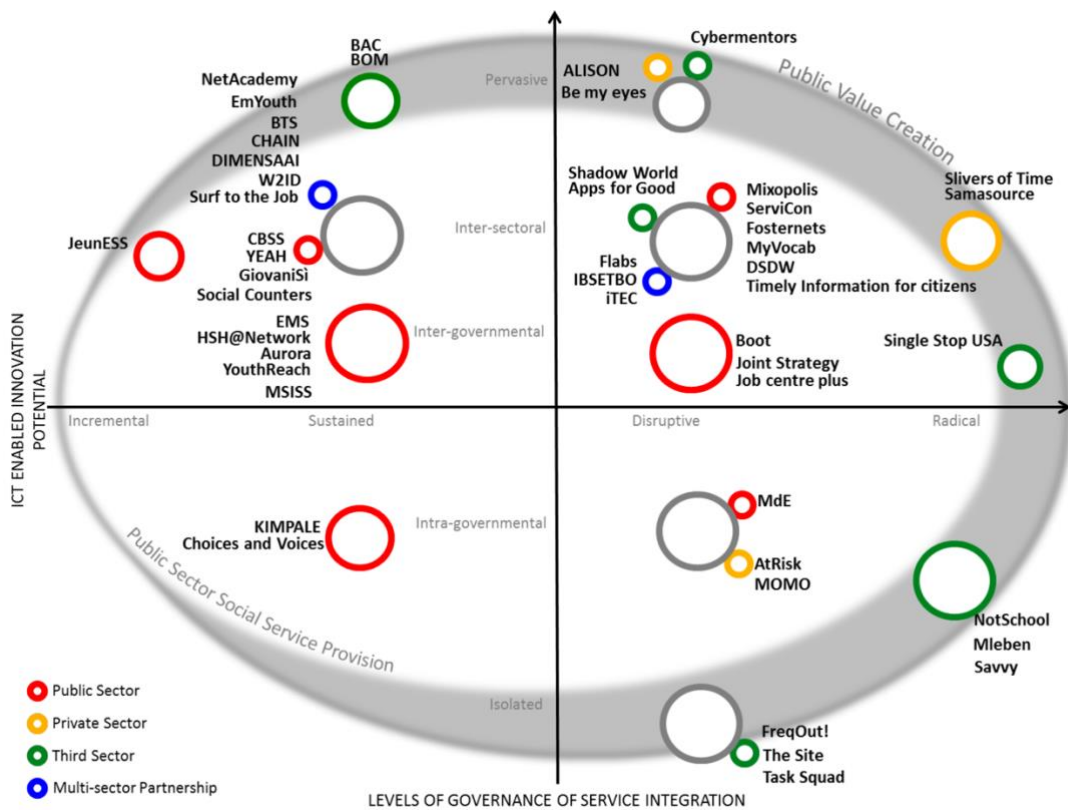 Cybermentors
BAC
BOM
Pervasive
ALISON
Be my eyes
Public Value Creation
NetAcademy
EmYouth
BTS
CHAIN
DIMENSAAI
W2ID
Surf to the Job
Shadow World
Apps for Good
Mixopolis
ServiCon
Fosternets
MyVocab
DSDW
Timely Information for citizens
Slivers of Time
Samasource
JeunESS
CBSS
YEAH
GiovaniSì
Social Counters
Inter-sectoral
Flabs
IBSETBO
iTEC
EMS
HSH@Network
Aurora
YouthReach
MSISS
Inter-governmental
Boot
Joint Strategy
Job centre plus
Single Stop USA
ICT ENABLED INNOVATION
POTENTIAL
Incremental
Sustained
Disruptive
Radical
KIMPALE
Choices and Voices
Intra-governmental
MdE
AtRisk
MOMO
Public Sector Social Service Provision
NotSchool
Mleben
Savvy
Isolated
FreqOut!
The Site
Task Squad
Public Sector
Private Sector
Third Sector
Multi-sector Partnership
LEVELS OF GOVERNANCE OF SERVICE INTEGRATION